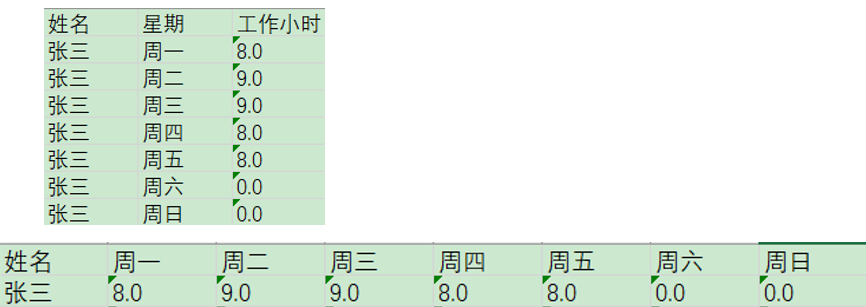 姓名 星期 工作小时
张三 周一 8.0
张三 周二 9.0
张三 周三 9.0
张三 周四 8.0
张三 周五 8.0
张三 周六 0.0
张三 周日 0.0
姓名 周一 周二 周三 周四 周五 周六 周日
张三 8.0 9.0 9.0 8.0 8.0 0.0 0.0